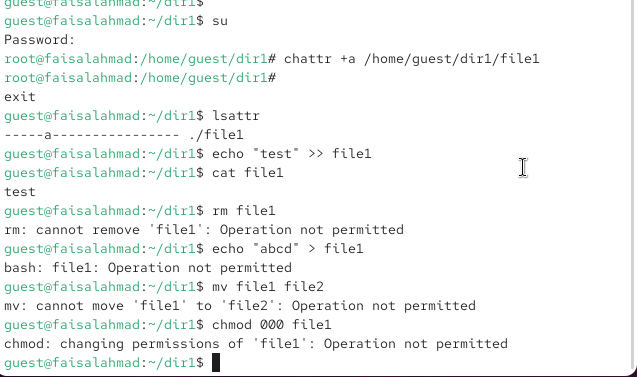 guest@faisalahmad:~/dir1$
guest@faisalahmad:~/dir1$ su
Password:
root@faisalahmad:/home/guest/dir1# chattr +a /home/guest/dir1/file1
root@faisalahmad:/home/guest/dir1#
exit
guest@faisalahmad:~/dir1$ lsattr
-----a---------------- ./file1
guest@faisalahmad:~/dir1$ echo "test" >> file1
guest@faisalahmad:~/dir1$ cat file1
test
guest@faisalahmad:~/dir1$ rm file1
rm: cannot remove 'file1': Operation not permitted
guest@faisalahmad:~/dir1$ echo "abcd" > file1
bash: file1: Operation not permitted
guest@faisalahmad:~/dir1$ mv file1 file2
mv: cannot move 'file1' to 'file2': Operation not permitted
guest@faisalahmad:~/dir1$ chmod 000 file1
chmod: changing permissions of 'file1': Operation not permitted
guest@faisalahmad:~/dir1$